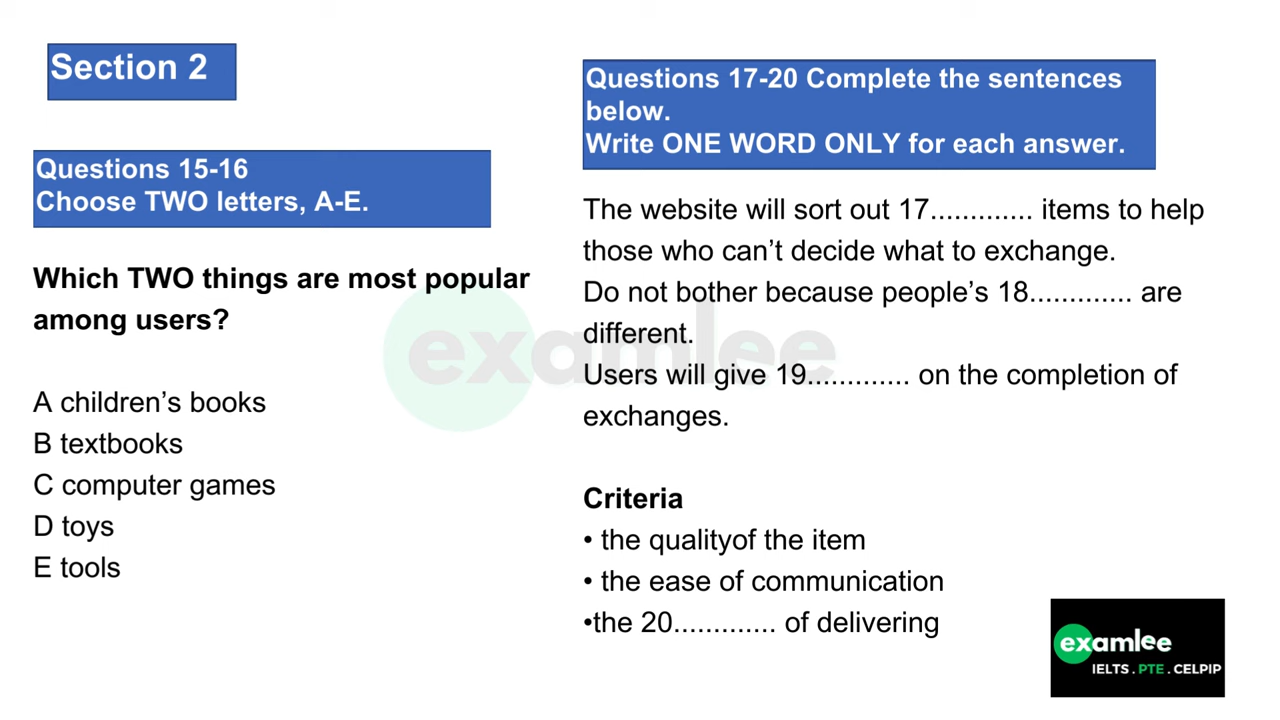 Section 2
Questions 15-16
Choose TWO letters, A-E.
Which TWO things are most popular
among users?
A children's books
B textbooks
C computer games
D toys
E tools
Questions 17-20 Complete the sentences
below.
Write ONE WORD ONLY for each answer.
The website will sort out 17............. items to help
those who can't decide what to exchange.
Do not bother because people's 18............. are
different.
Users will give 19............. on the completion of
exchanges.
Criteria
• the qualityof the item
• the ease of communication
•the 20............. of delivering
examlee
examlee
IELTS . PTE . CELPIP